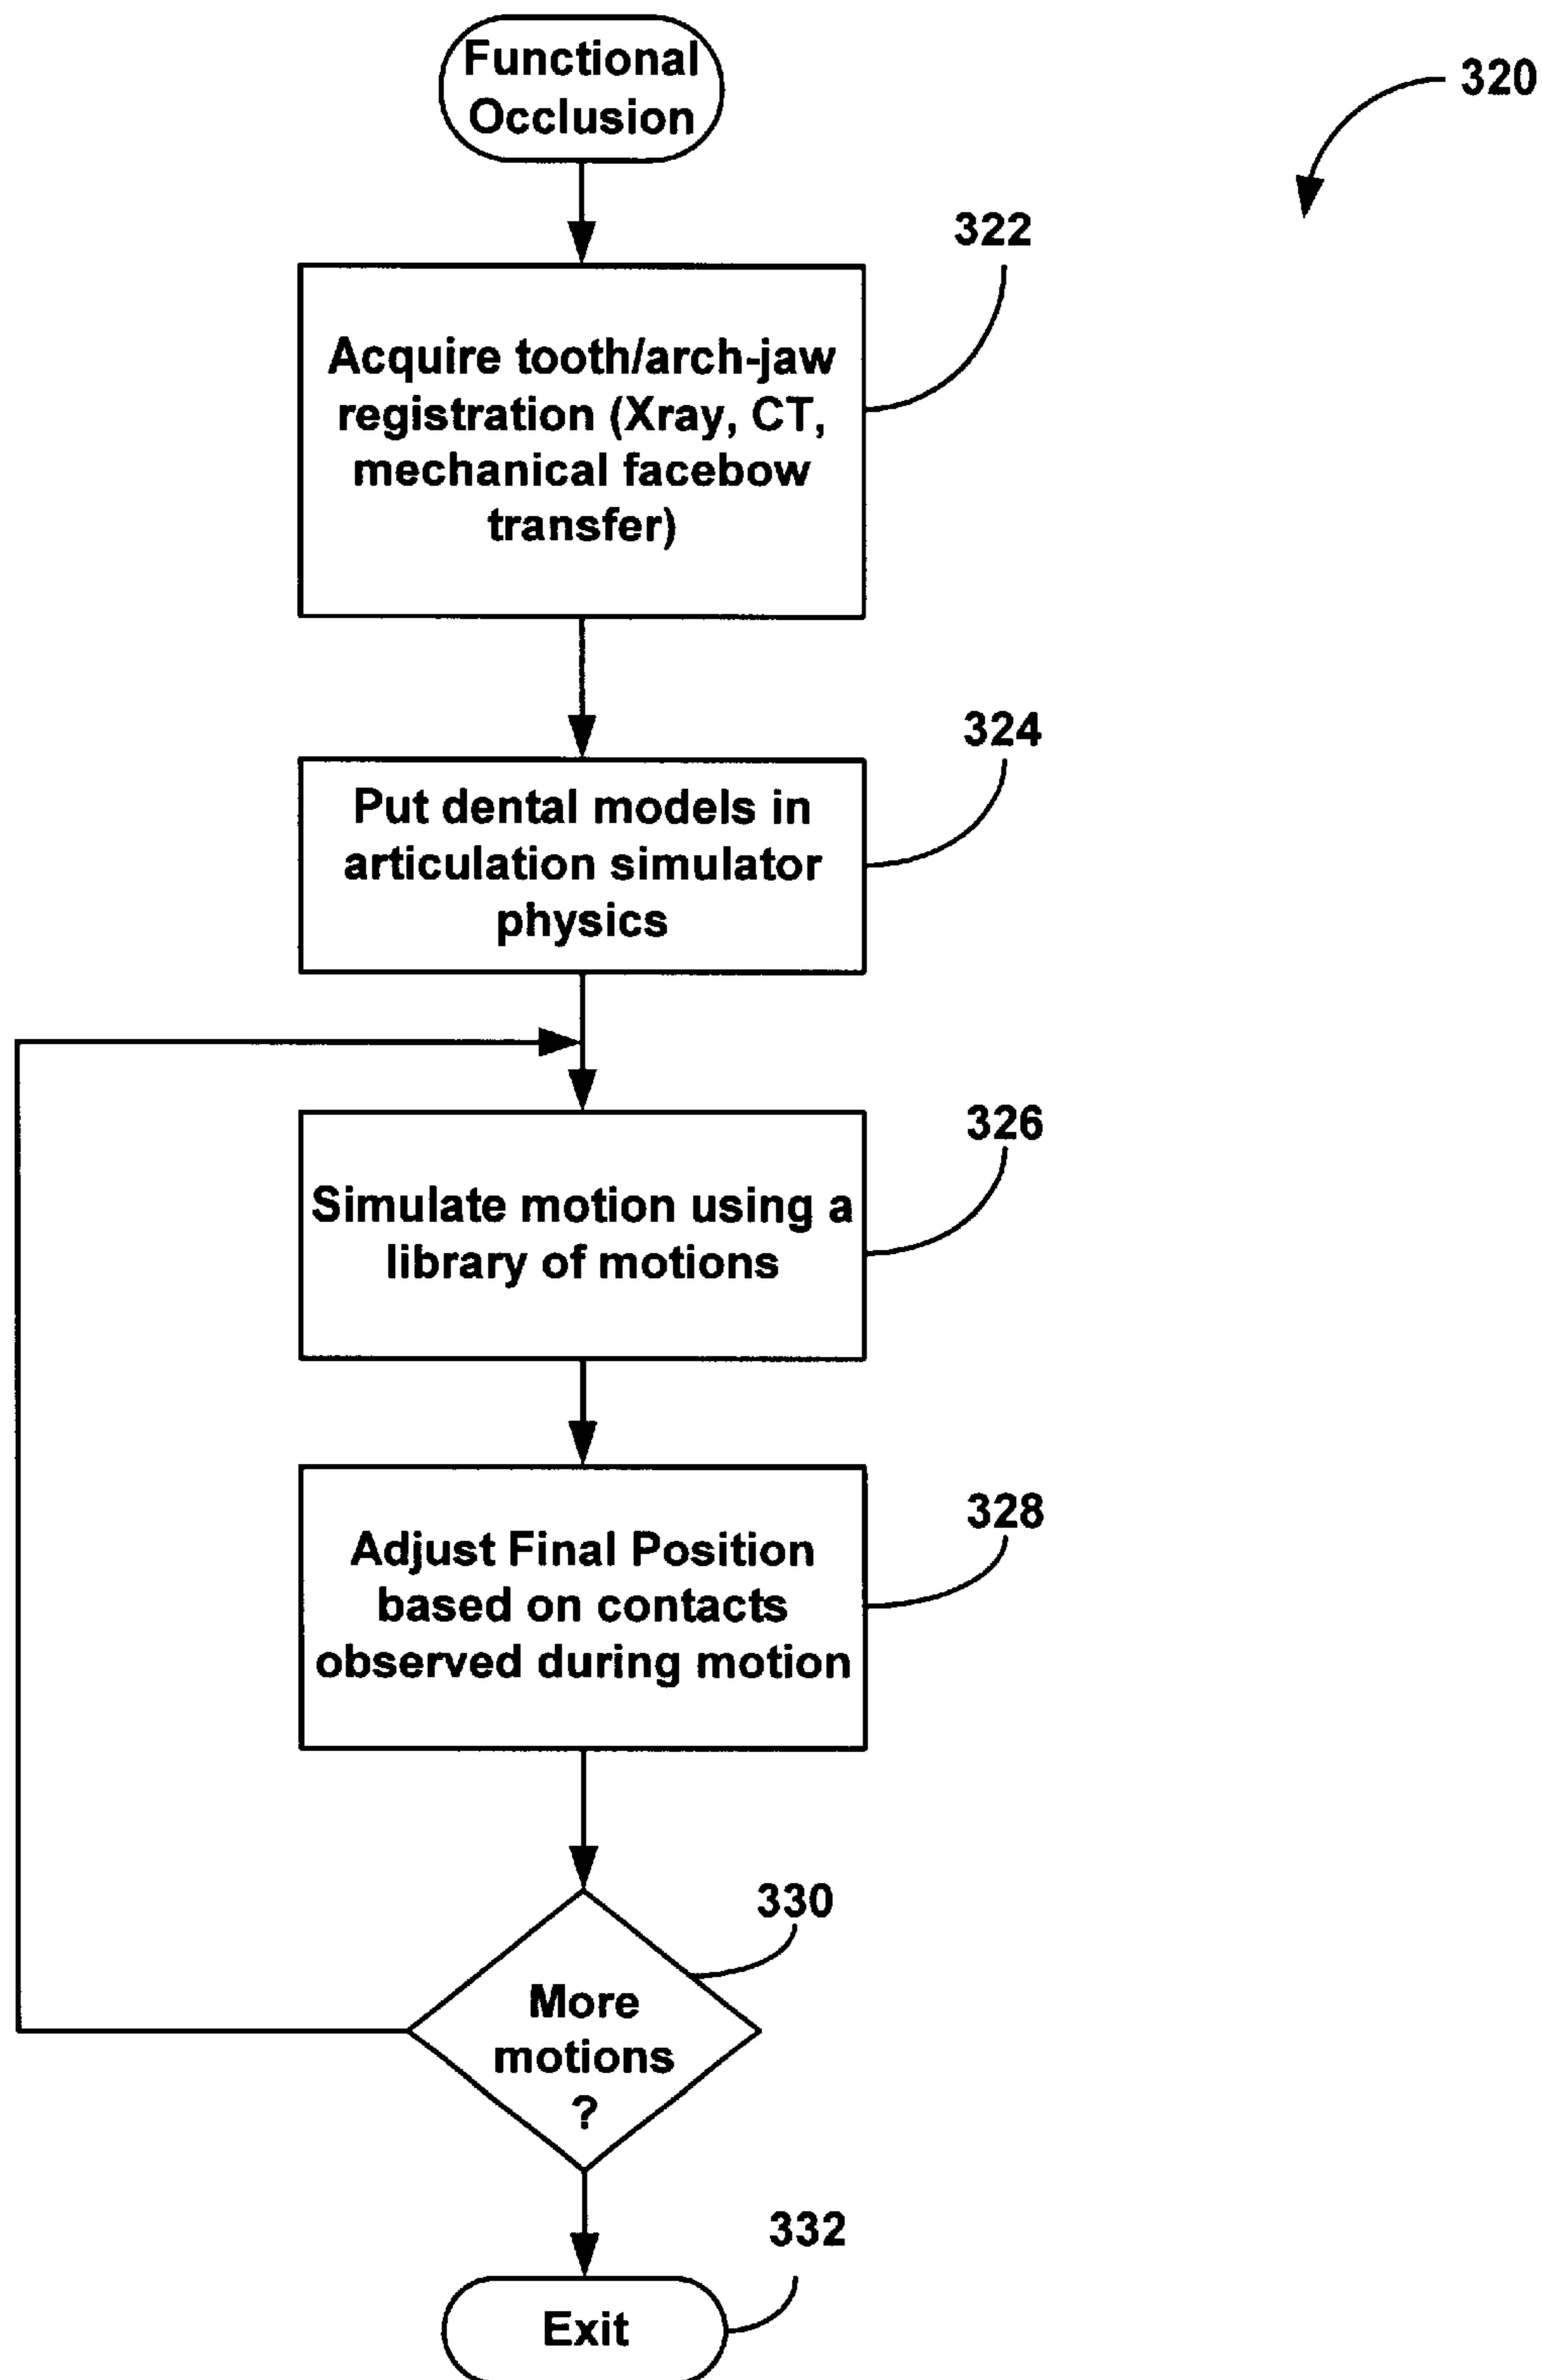 Functional
Occlusion
320
322
Acquire tooth/arch-jaw
registration (Xray, CT,
mechanical facebow
transfer)
324
Put dental models in
articulation simulator
physics
326
Simulate motion using a
library of motions
328
Adjust Final Position
based on contacts
observed during motion
330
More
motions
?
332
Exit